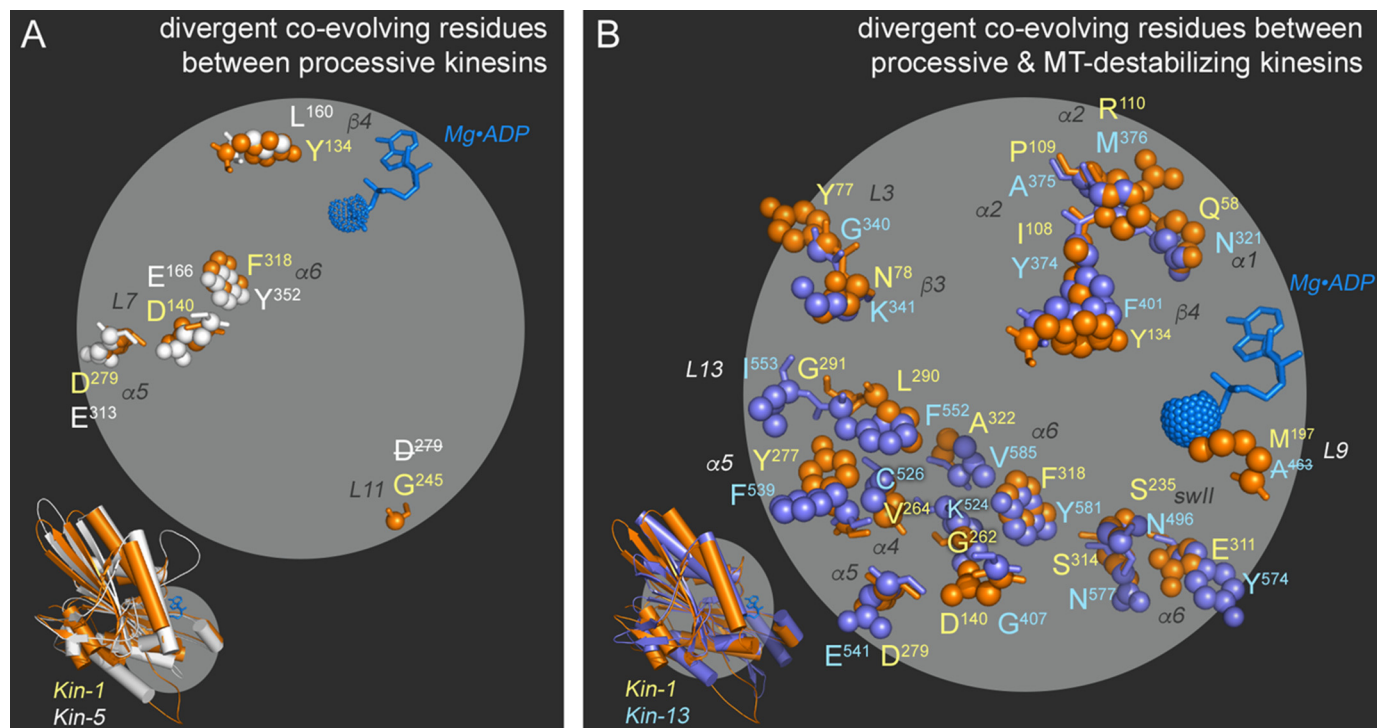 A
divergent co-evolving residues
between processive kinesins
L160
β4
Mg•ADP
Y134
E166
F318
α6
L7
D140
Y352
D279
α5
E313
D279
L11
G245
Kin-1
Kin-5
B
divergent co-evolving residues between
processive & MT-destabilizing kinesins
R110
α2
M376
P109
A375
Y77
L3
Q58
α2
G340
I108
N321
Y374
α1
N78
β3
Mg•ADP
K341
F401
β4
Y134
I553
G291
L13
L290
F552
A322
α6
M197
L9
V585
A463
Y277
α5
C526
F318
S235
swII
F539
K524
Y581
N496
V264
G262
E311
α4
S314
Y574
α5
N577
α6
D140
G407
E541
D279
Kin-1
Kin-13